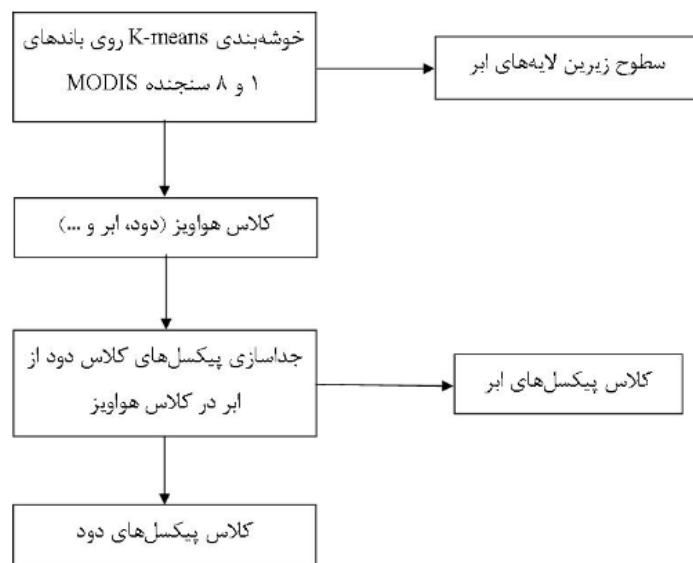 خوشه‌بندی K-means روی باندهای
۱ و ۸ سنجنده MODIS
سطوح زیرین لایه‌های ابر
کلاس هواویز (دود، ابر و ...)
جداسازی پیکسل‌های کلاس دود از
ابر در کلاس هواویز
کلاس پیکسل‌های ابر
کلاس پیکسل‌های دود